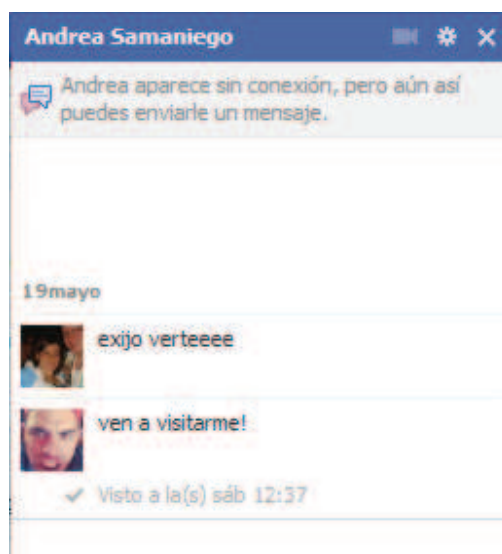 Andrea Samaniego
Andrea aparece sin conexión, pero aún así
puedes enviarle un mensaje.
19mayo
exijo verteeee
ven a visitarme!
Visto a la(s) sáb 12:37